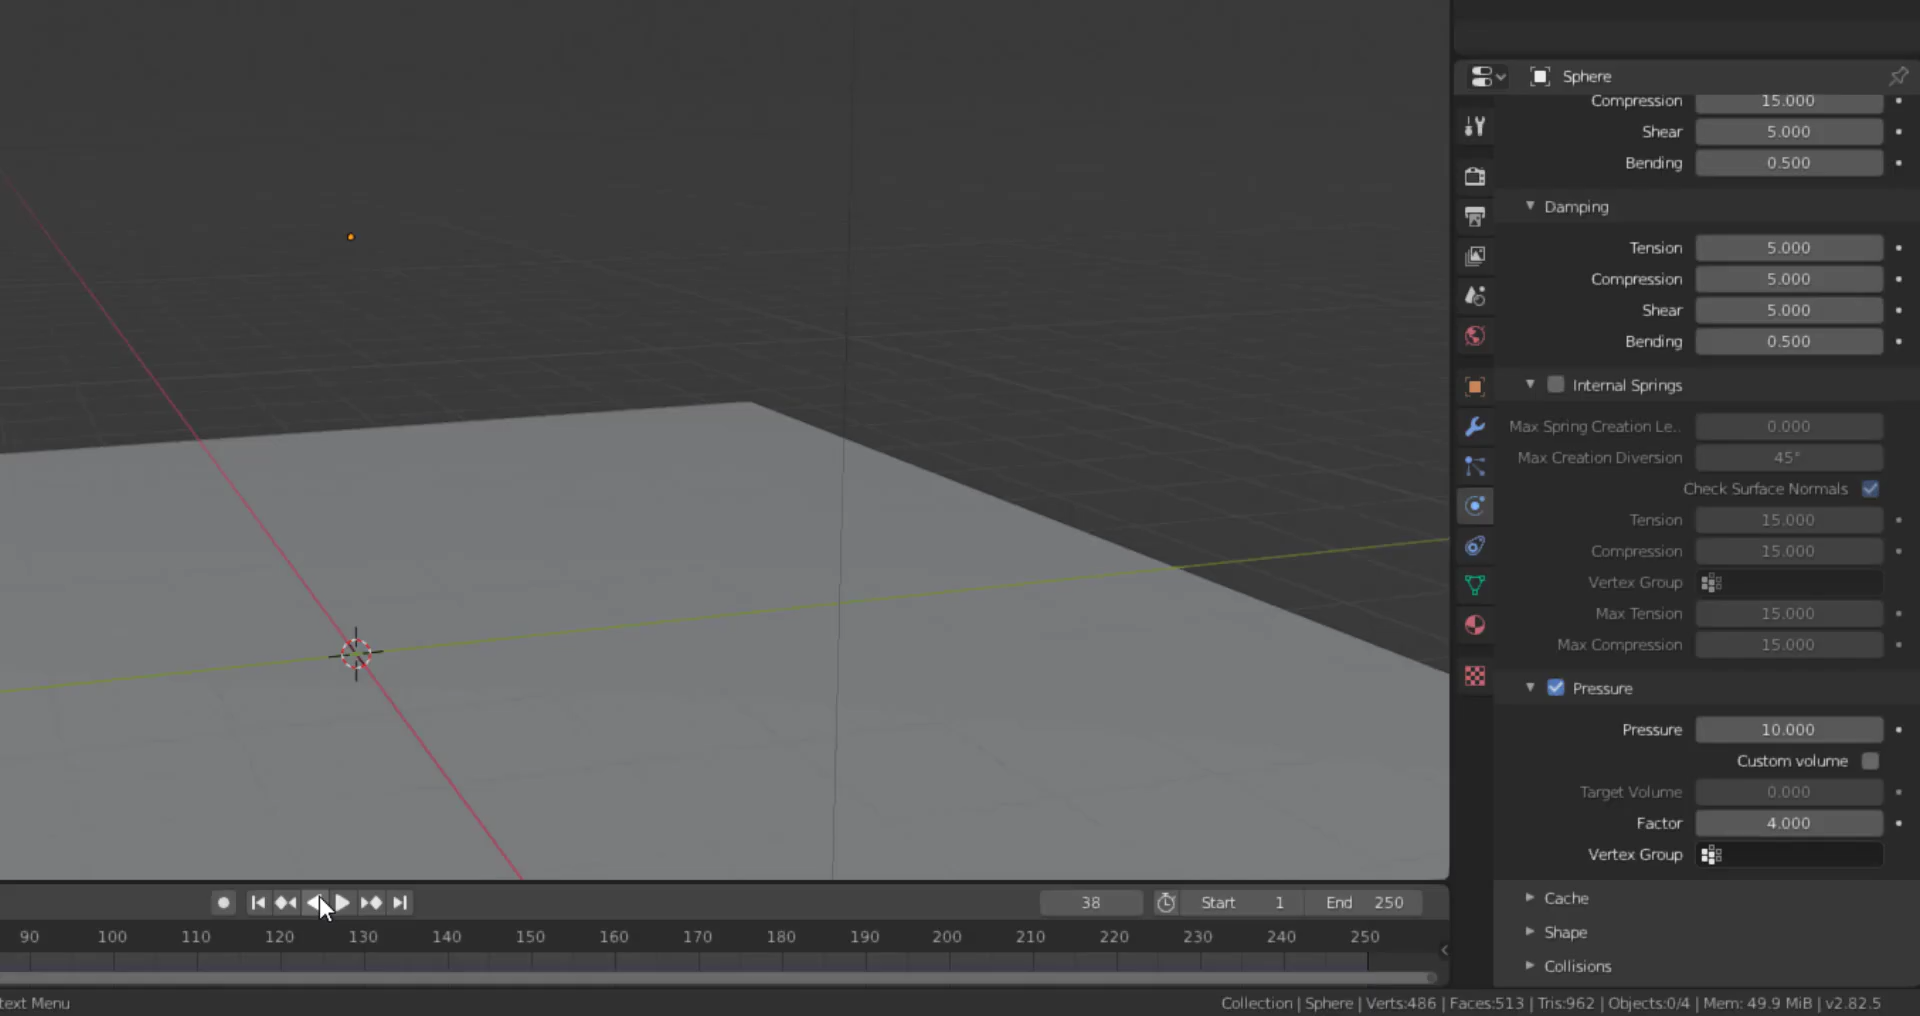 Sphere
Compression 15.000
Shear 5.000
Bending 0.500
Damping
Tension 5.000
Compression 5.000
Shear 5.000
Bending 0.500
Internal Springs
Max Spring Creation Le.. 0.000
Max Creation Diversion 45°
Check Surface Normals
Tension 15.000
Compression 15.000
Vertex Group
Max Tension 15.000
Max Compression 15.000
Pressure
Pressure 10.000
Custom volume
Target Volume 0.000
Factor 4.000
Vertex Group
Cache
Shape
Collisions
38 Start 1 End 250
90 100 110 120 130 140 150 160 170 180 190 200 210 220 230 240 250
text Menu
Collection | Sphere | Verts:486 | Faces:513 | Tris:962 | Objects:0/4 | Mem: 49.9 MiB | v2.82.5